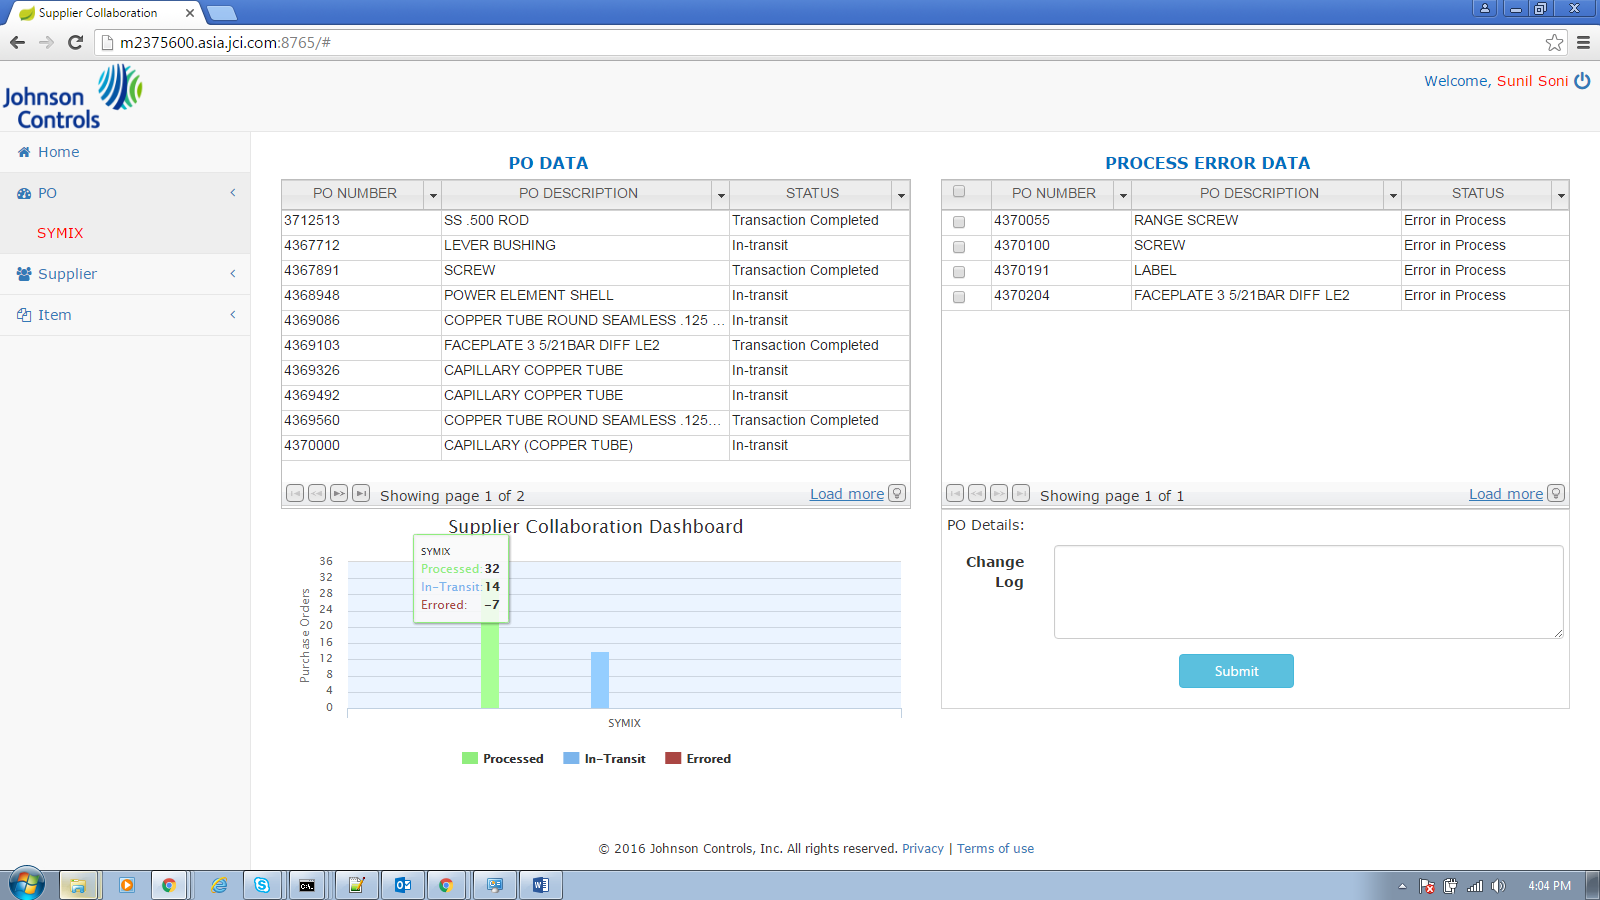 Supplier Collaboration
m2375600.asia.jci.com:8765/#
Johnson
Controls
Welcome, Sunil Soni
Home
PO
SYMIX
Supplier
Item
PO DATA
PO NUMBER PO DESCRIPTION STATUS
3712513 SS .500 ROD Transaction Completed
4367712 LEVER BUSHING In-transit
4367891 SCREW Transaction Completed
4368948 POWER ELEMENT SHELL In-transit
4369086 COPPER TUBE ROUND SEAMLESS .125 ... In-transit
4369103 FACEPLATE 3 5/21BAR DIFF LE2 Transaction Completed
4369326 CAPILLARY COPPER TUBE In-transit
4369492 CAPILLARY COPPER TUBE In-transit
4369560 COPPER TUBE ROUND SEAMLESS .125... Transaction Completed
4370000 CAPILLARY (COPPER TUBE) In-transit
Showing page 1 of 2 Load more
PROCESS ERROR DATA
PO NUMBER PO DESCRIPTION STATUS
4370055 RANGE SCREW Error in Process
4370100 SCREW Error in Process
4370191 LABEL Error in Process
4370204 FACEPLATE 3 5/21BAR DIFF LE2 Error in Process
Showing page 1 of 1 Load more
Supplier Collaboration Dashboard
SYMIX
Processed: 32
In-Transit: 14
Errored: -7
Purchase Orders
36
32
28
24
20
16
12
8
4
0
SYMIX
Processed In-Transit Errored
PO Details:
Change
Log
Submit
© 2016 Johnson Controls, Inc. All rights reserved. Privacy | Terms of use
4:04 PM